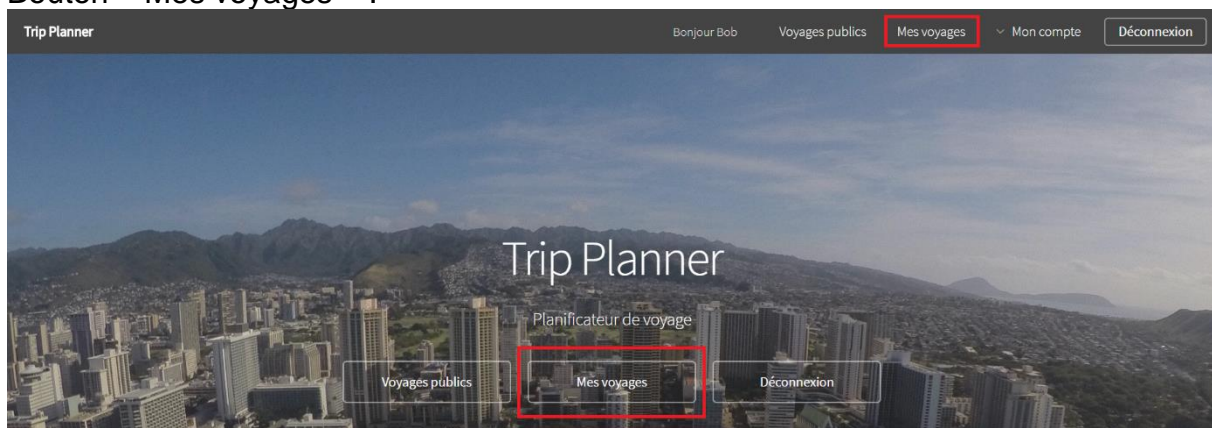 Bouton « Mes voyages » :
Trip Planner Bonjour Bob Voyages publics Mes voyages Mon compte Déconnexion
Trip Planner
Planificateur de voyage
Voyages publics Mes voyages Déconnexion